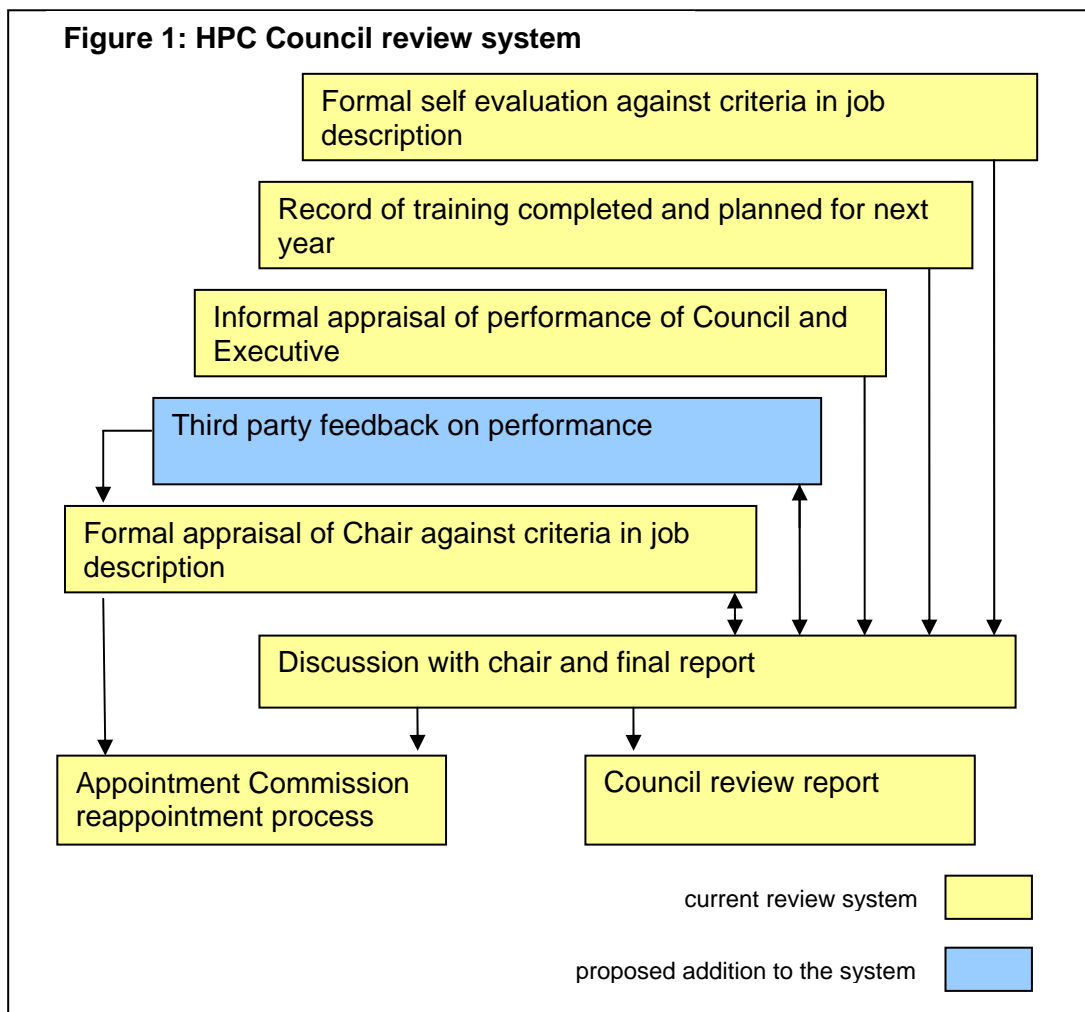 Figure 1: HPC Council review system
Formal self evaluation against criteria in job
description
Record of training completed and planned for next
year
Informal appraisal of performance of Council and
Executive
Third party feedback on performance
Formal appraisal of Chair against criteria in job
description
Discussion with chair and final report
Appointment Commission
reappointment process
Council review report
current review system
proposed addition to the system